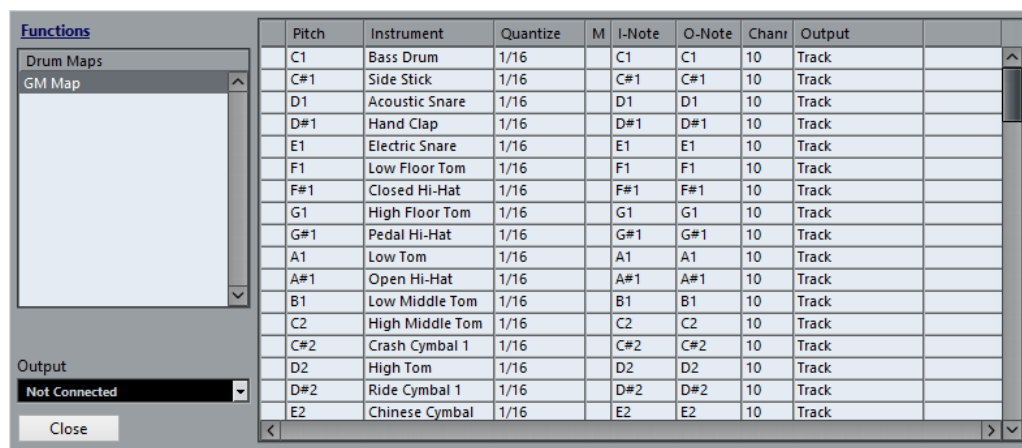 Functions
Drum Maps
GM Map
Output
Not Connected
Close
Pitch Instrument Quantize M I-Note O-Note Chann Output
C1 Bass Drum 1/16 C1 C1 10 Track
C#1 Side Stick 1/16 C#1 C#1 10 Track
D1 Acoustic Snare 1/16 D1 D1 10 Track
D#1 Hand Clap 1/16 D#1 D#1 10 Track
E1 Electric Snare 1/16 E1 E1 10 Track
F1 Low Floor Tom 1/16 F1 F1 10 Track
F#1 Closed Hi-Hat 1/16 F#1 F#1 10 Track
G1 High Floor Tom 1/16 G1 G1 10 Track
G#1 Pedal Hi-Hat 1/16 G#1 G#1 10 Track
A1 Low Tom 1/16 A1 A1 10 Track
A#1 Open Hi-Hat 1/16 A#1 A#1 10 Track
B1 Low Middle Tom 1/16 B1 B1 10 Track
C2 High Middle Tom 1/16 C2 C2 10 Track
C#2 Crash Cymbal 1 1/16 C#2 C#2 10 Track
D2 High Tom 1/16 D2 D2 10 Track
D#2 Ride Cymbal 1 1/16 D#2 D#2 10 Track
E2 Chinese Cymbal 1/16 E2 E2 10 Track